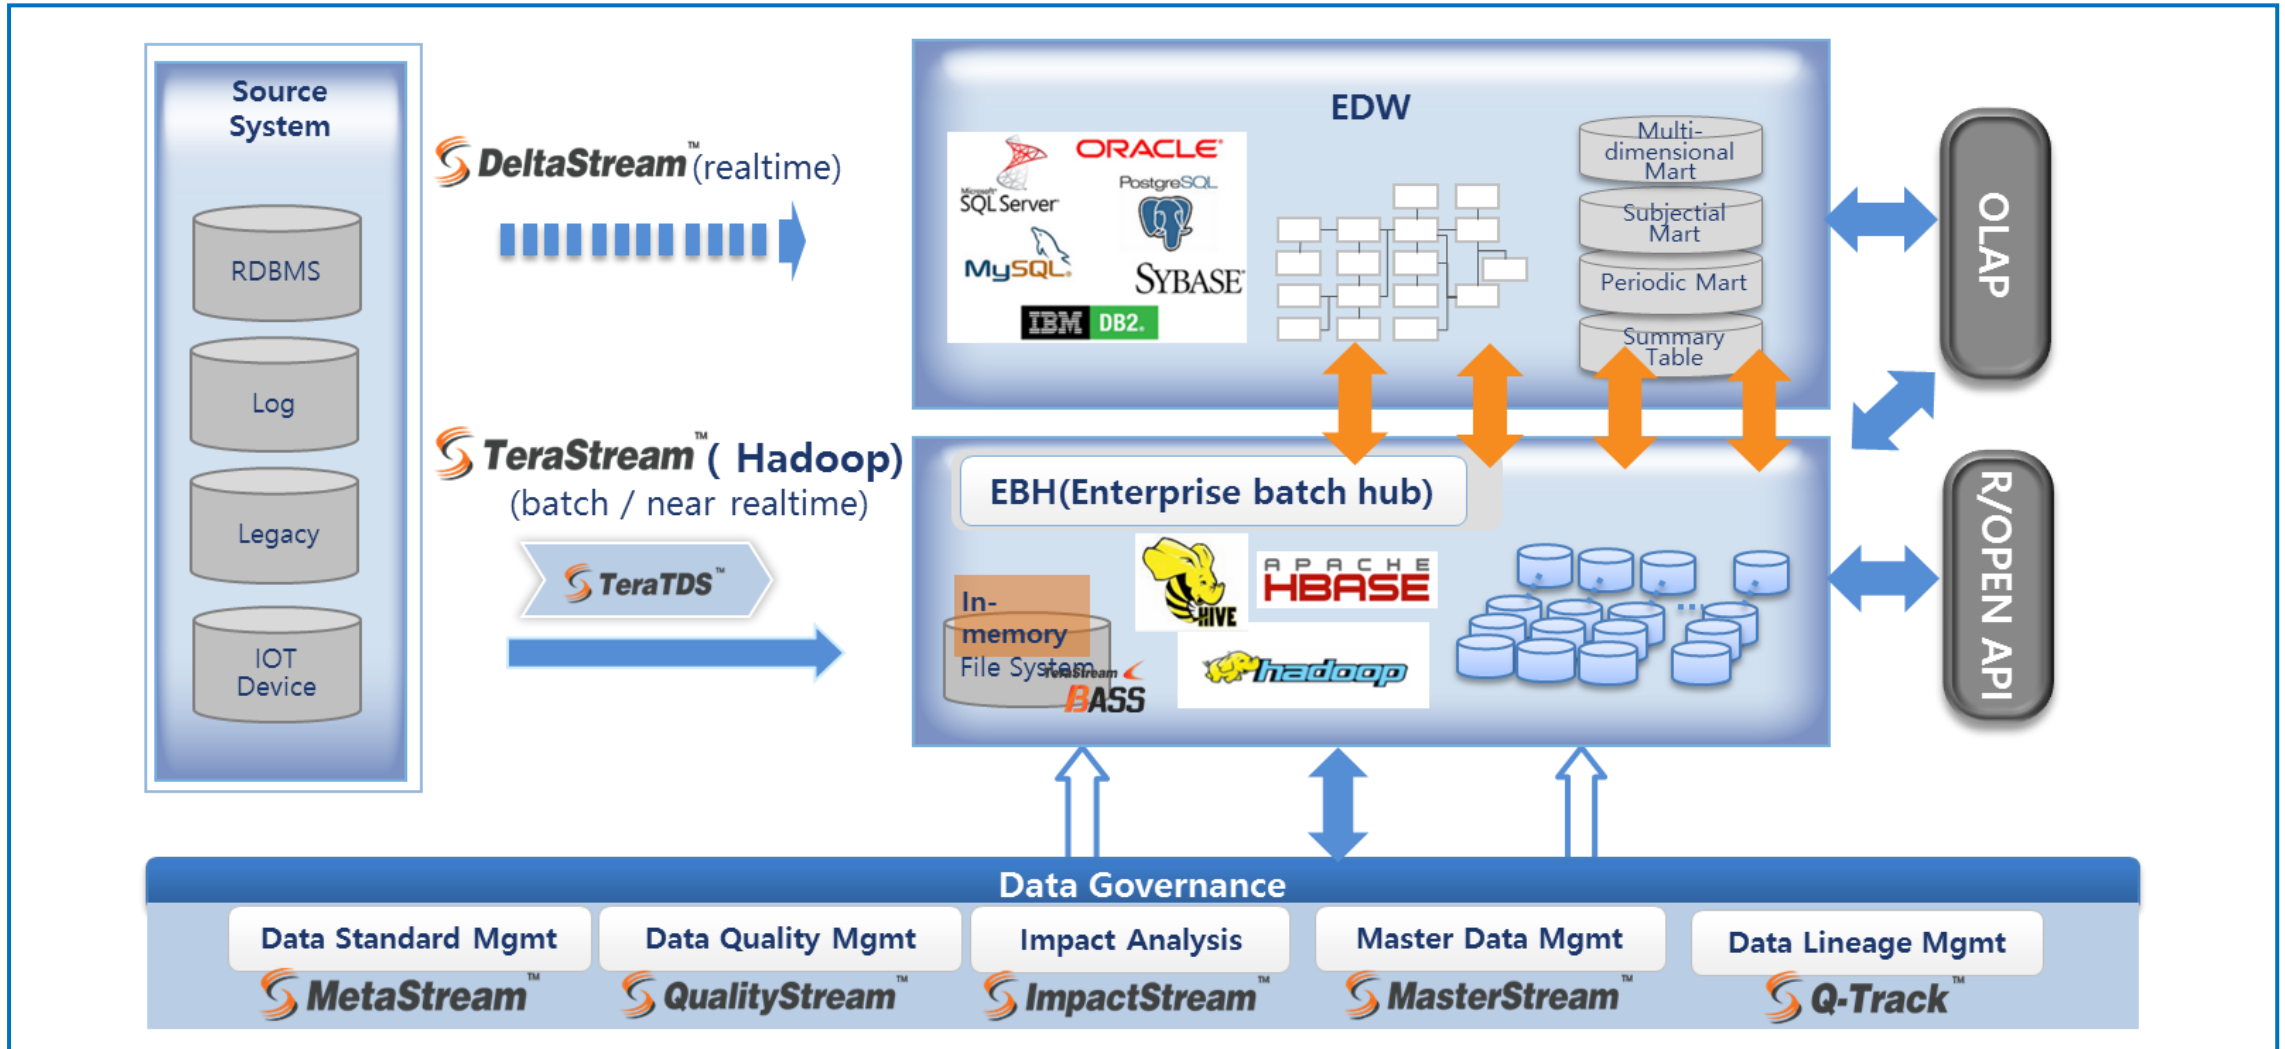 Source
System
RDBMS
Log
Legacy
IOT
Device
DeltaStream™(realtime)
TeraStream™( Hadoop)
(batch / near realtime)
TeraTDS™
EDW
Microsoft®
SQL Server®
ORACLE®
PostgreSQL
MySQL®
SYBASE®
IBM DB2.
Multi-
dimensional
Mart
Subjectial
Mart
Periodic Mart
Summary
Table
EBH(Enterprise batch hub)
In-
memory
File System
TeraStream
BASS
HIVE
APACHE
HBASE
hadoop
...
OLAP
R/OPEN API
Data Governance
Data Standard Mgmt
MetaStream™
Data Quality Mgmt
QualityStream™
Impact Analysis
ImpactStream™
Master Data Mgmt
MasterStream™
Data Lineage Mgmt
Q-Track™